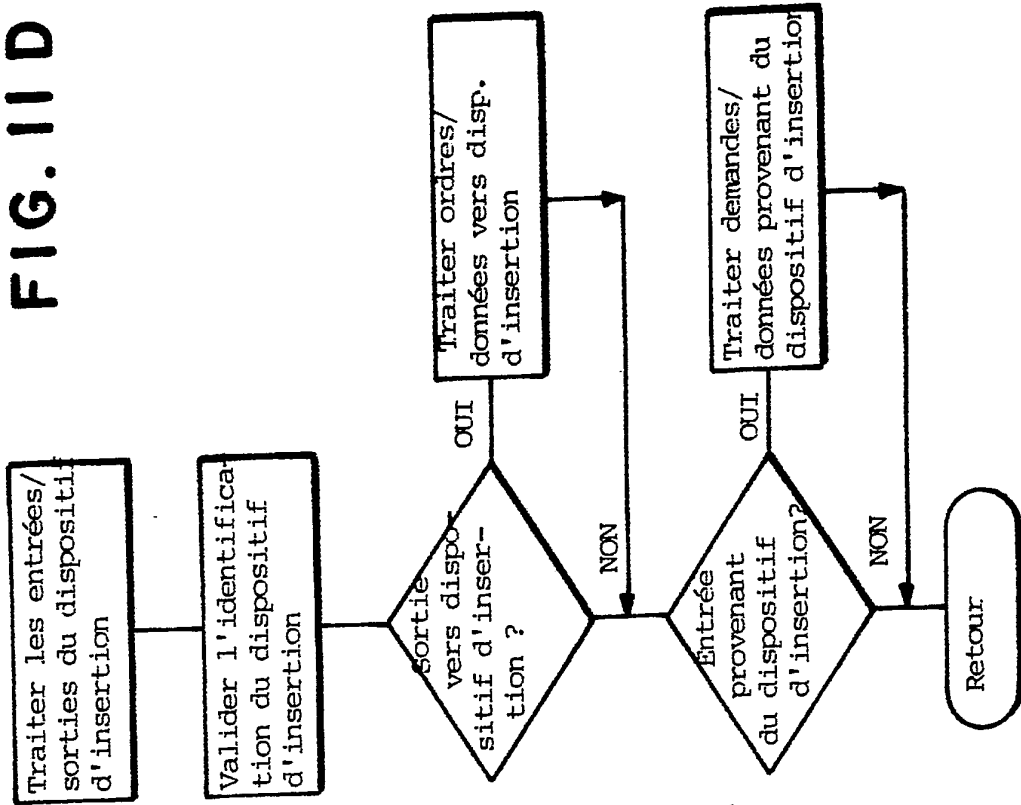 FIG. 11 D
Traiter les entrées/
sorties du dispositif
d'insertion
Valider l'identifica-
tion du dispositif
d'insertion
sortie
vers dispo-
sitif d'inser-
tion ?
OUI
Traiter ordres/
données vers disp.
d'insertion
NON
Entrée
provenant
du dispositif
d'insertion?
OUI
Traiter demandes/
données provenant du
dispositif d'insertion
NON
Retour